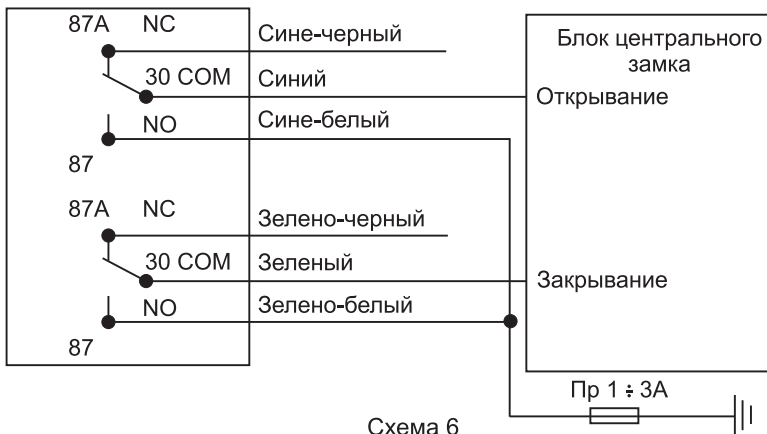 87A NC
Сине-черный
30 COM
Синий
NO
Сине-белый
87
87A NC
Зелено-черный
30 COM
Зеленый
NO
Зелено-белый
87
Блок центрального
замка
Открывание
Закрывание
Пр 1 ÷ 3А
Схема 6